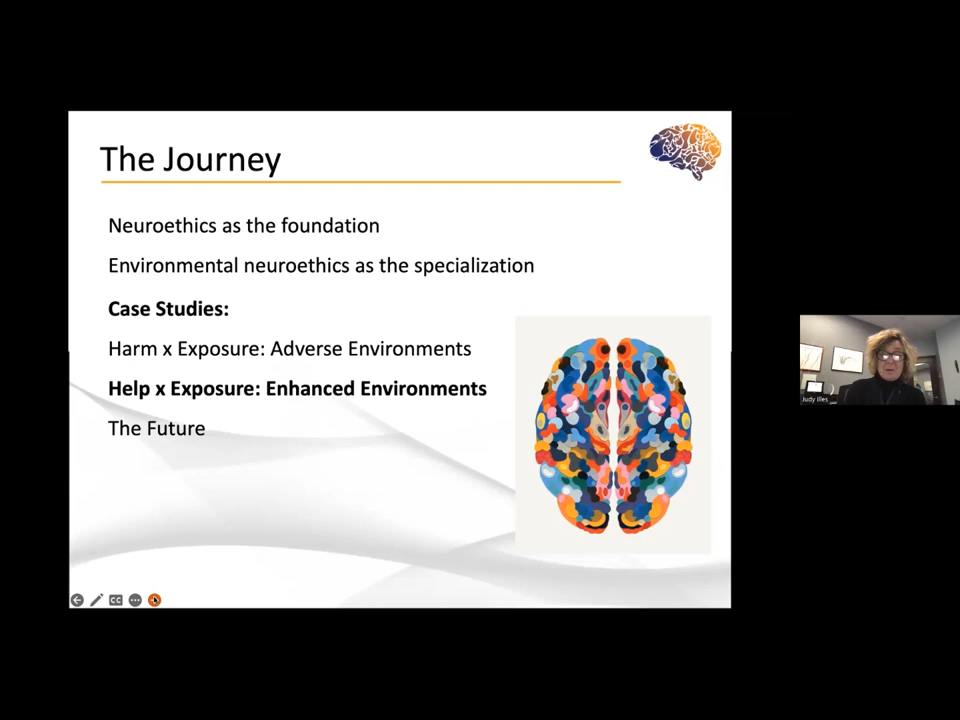 The Journey
Neuroethics as the foundation
Environmental neuroethics as the specialization
Case Studies:
Harm x Exposure: Adverse Environments
Help x Exposure: Enhanced Environments
The Future
CC
Judy Illes